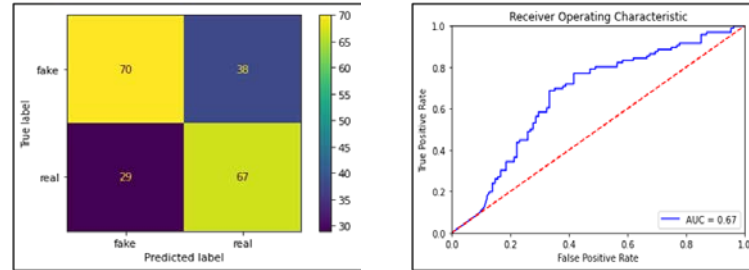 fake
real
True label
70 38
29 67
fake real
Predicted label
70
65
60
55
50
45
40
35
30
Receiver Operating Characteristic
True Positive Rate
1.0
0.8
0.6
0.4
0.2
0.0
0.0 0.2 0.4 0.6 0.8 1.0
False Positive Rate
AUC = 0.67